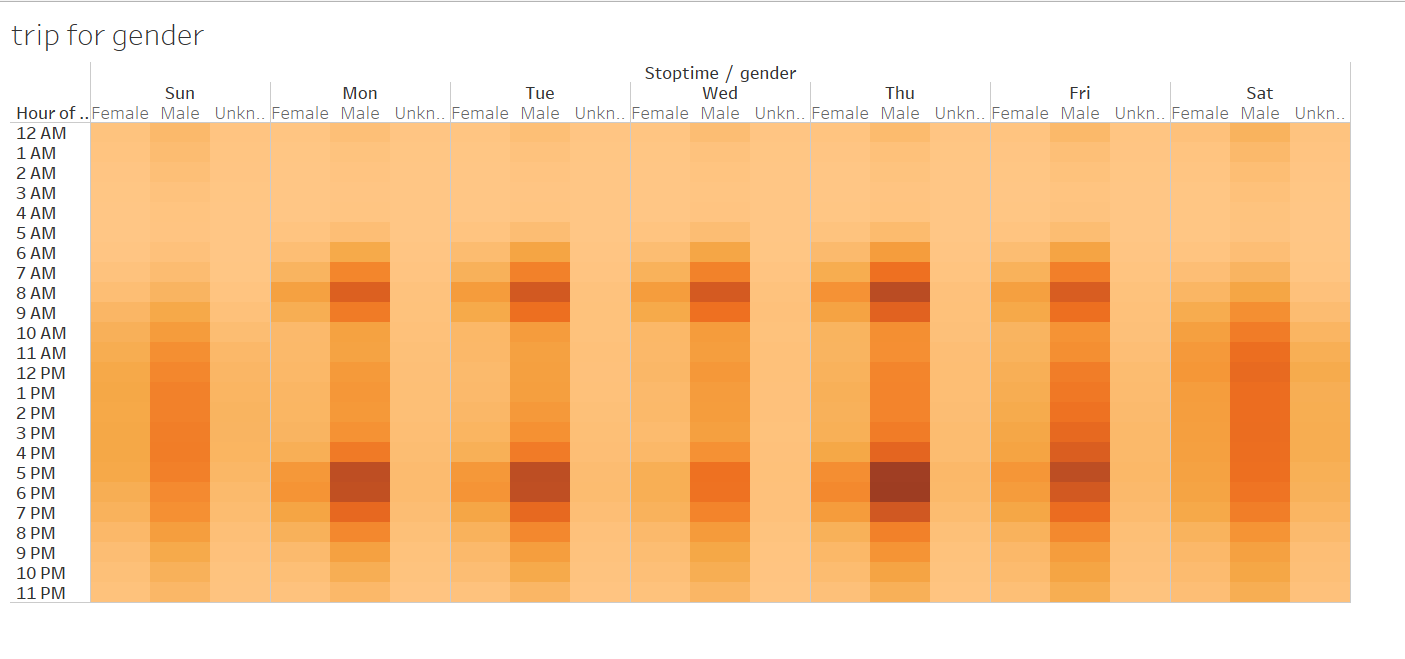 trip for gender
Stoptime / gender
Sun Mon Tue Wed Thu Fri Sat
Hour of .. Female Male Unkn.. Female Male Unkn.. Female Male Unkn.. Female Male Unkn.. Female Male Unkn.. Female Male Unkn.. Female Male Unkn..
12 AM
1 AM
2 AM
3 AM
4 AM
5 AM
6 AM
7 AM
8 AM
9 AM
10 AM
11 AM
12 PM
1 PM
2 PM
3 PM
4 PM
5 PM
6 PM
7 PM
8 PM
9 PM
10 PM
11 PM